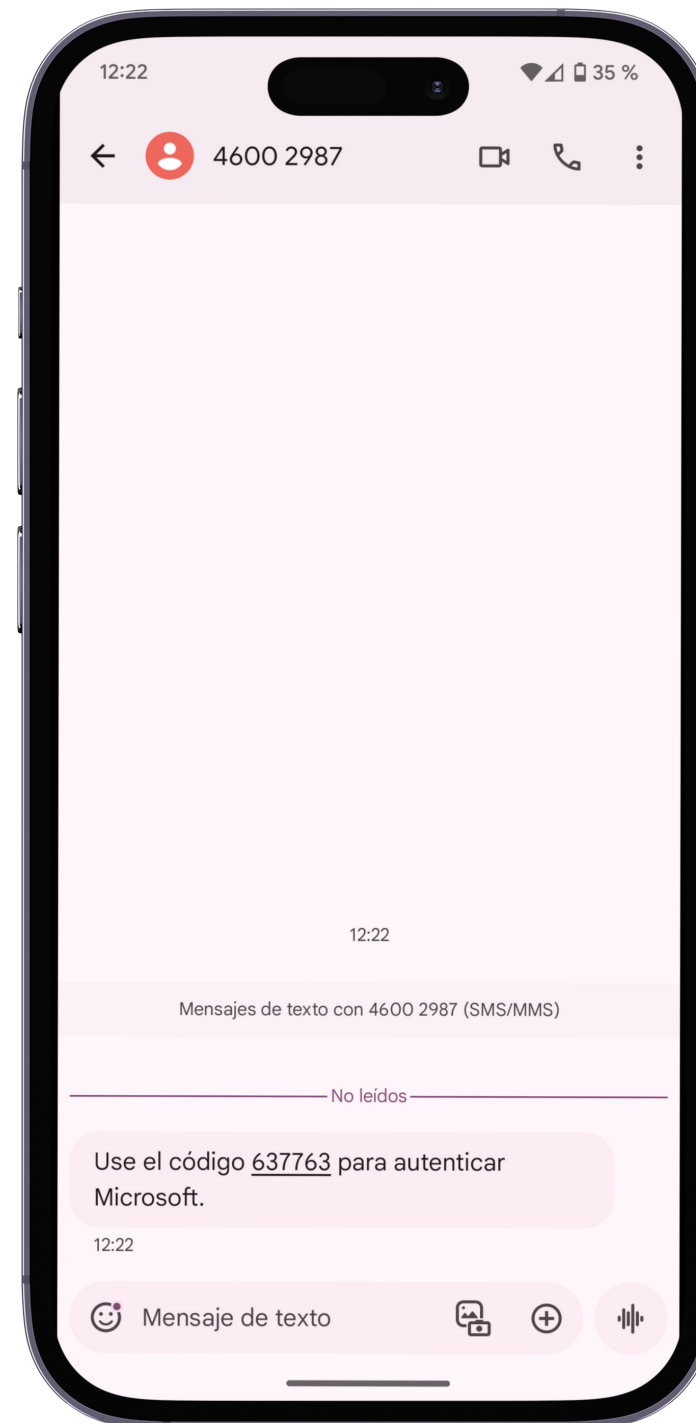 12:22
35 %
4600 2987
12:22
Mensajes de texto con 4600 2987 (SMS/MMS)
No leídos
Use el código 637763 para autenticar
Microsoft.
12:22
Mensaje de texto